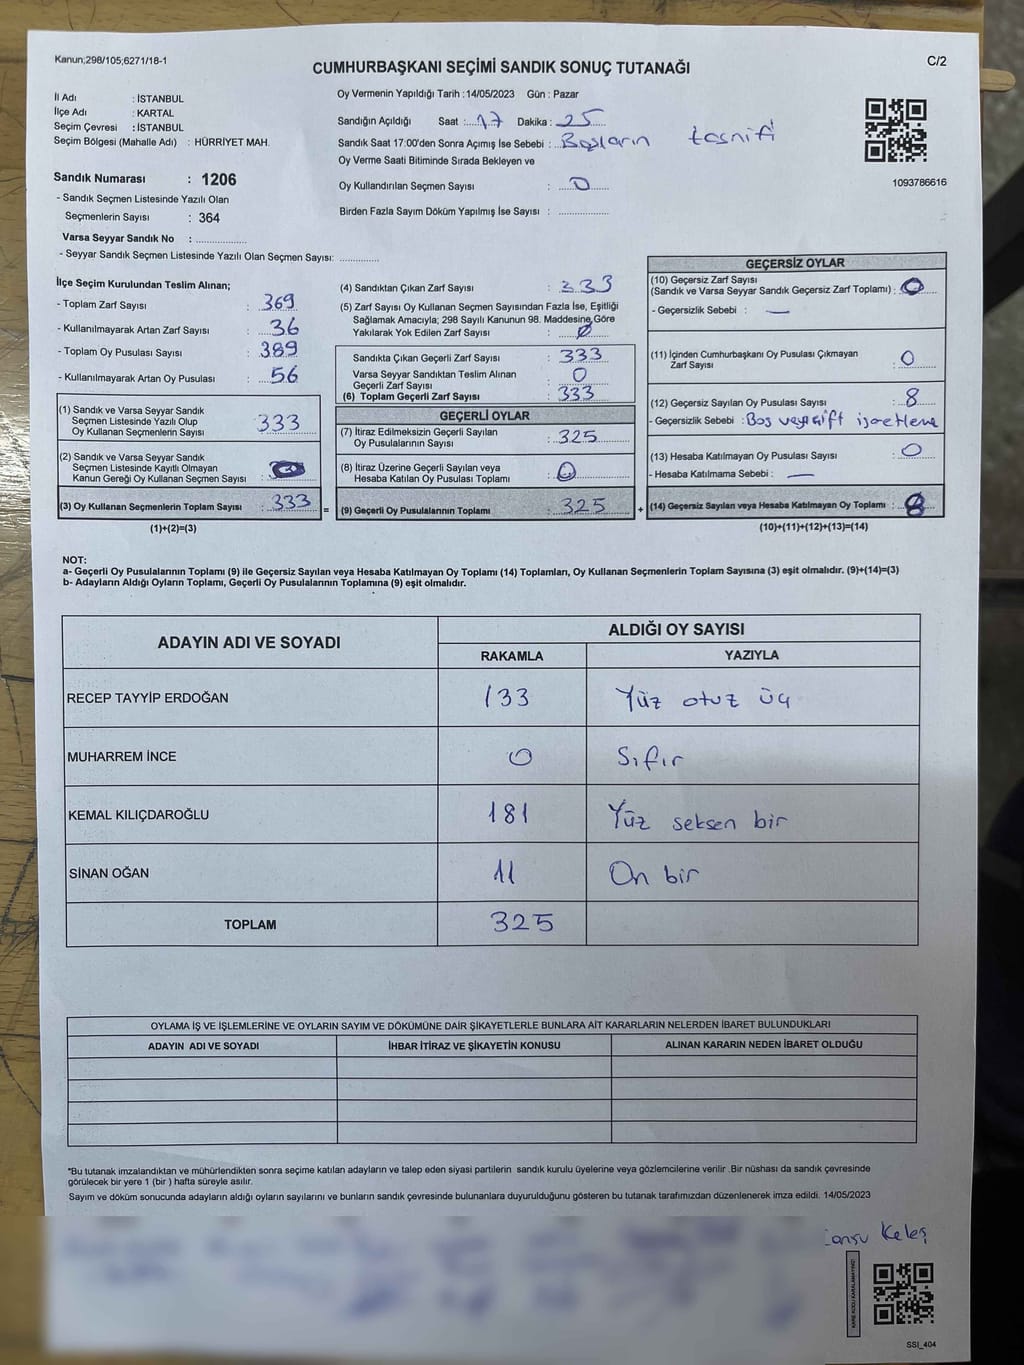 Kanun;298/105;6271/18-1
C/2
CUMHURBAŞKANI SEÇİMİ SANDIK SONUÇ TUTANAĞI
İl Adı : İSTANBUL
İlçe Adı : KARTAL
Seçim Çevresi : İSTANBUL
Seçim Bölgesi (Mahalle Adı) : HÜRRİYET MAH.
Sandık Numarası : 1206
- Sandık Seçmen Listesinde Yazılı Olan
Seçmenlerin Sayısı : 364
Varsa Seyyar Sandık No : ................
- Seyyar Sandık Seçmen Listesinde Yazılı Olan Seçmen Sayısı: .............
Oy Vermenin Yapıldığı Tarih :14/05/2023 Gün : Pazar
Sandığın Açıldığı Saat : 17 Dakika : 25
Sandık Saat 17:00'den Sonra Açımış İse Sebebi : Boşların tasnifi
Oy Verme Saati Bitiminde Sırada Bekleyen ve
Oy Kullandırılan Seçmen Sayısı : 0
Birden Fazla Sayım Döküm Yapılmış İse Sayısı : ................
1093786616
İlçe Seçim Kurulundan Teslim Alınan;
- Toplam Zarf Sayısı : 369
- Kullanılmayarak Artan Zarf Sayısı : 36
- Toplam Oy Pusulası Sayısı : 389
- Kullanılmayarak Artan Oy Pusulası : 56
(1) Sandık ve Varsa Seyyar Sandık
Seçmen Listesinde Yazılı Olup
Oy Kullanan Seçmenlerin Sayısı : 333
(2) Sandık ve Varsa Seyyar Sandık
Seçmen Listesinde Kayıtlı Olmayan
Kanun Gereği Oy Kullanan Seçmen Sayısı :
(3) Oy Kullanan Seçmenlerin Toplam Sayısı : 333
(1)+(2)=(3)
(4) Sandıktan Çıkan Zarf Sayısı : 333
(5) Zarf Sayısı Oy Kullanan Seçmen Sayısından Fazla İse, Eşitliği
Sağlamak Amacıyla; 298 Sayılı Kanunun 98. Maddesine Göre
Yakılarak Yok Edilen Zarf Sayısı : 0
Sandıkta Çıkan Geçerli Zarf Sayısı : 333
Varsa Seyyar Sandıktan Teslim Alınan
Geçerli Zarf Sayısı : 0
(6) Toplam Geçerli Zarf Sayısı : 333
GEÇERLİ OYLAR
(7) İtiraz Edilmeksizin Geçerli Sayılan
Oy Pusulalarının Sayısı : 325
(8) İtiraz Üzerine Geçerli Sayılan veya
Hesaba Katılan Oy Pusulası Toplamı : 0
= (9) Geçerli Oy Pusulalarının Toplamı : 325 +
GEÇERSİZ OYLAR
(10) Geçersiz Zarf Sayısı
(Sandık ve Varsa Seyyar Sandık Geçersiz Zarf Toplamı) : 0
- Geçersizlik Sebebi : —
(11) İçinden Cumhurbaşkanı Oy Pusulası Çıkmayan
Zarf Sayısı : 0
(12) Geçersiz Sayılan Oy Pusulası Sayısı : 8
- Geçersizlik Sebebi : Boş veya çift işaretleme
(13) Hesaba Katılmayan Oy Pusulası Sayısı : 0
- Hesaba Katılmama Sebebi : —
(14) Geçersiz Sayılan veya Hesaba Katılmayan Oy Toplamı : 8
(10)+(11)+(12)+(13)=(14)
NOT:
a- Geçerli Oy Pusulalarının Toplamı (9) ile Geçersiz Sayılan veya Hesaba Katılmayan Oy Toplamı (14) Toplamları, Oy Kullanan Seçmenlerin Toplam Sayısına (3) eşit olmalıdır. (9)+(14)=(3)
b- Adayların Aldığı Oyların Toplamı, Geçerli Oy Pusulalarının Toplamına (9) eşit olmalıdır.
ADAYIN ADI VE SOYADI ALDIĞI OY SAYISI
RAKAMLA YAZIYLA
RECEP TAYYİP ERDOĞAN 133 Yüz otuz üç
MUHARREM İNCE 0 Sıfır
KEMAL KILIÇDAROĞLU 181 Yüz seksen bir
SİNAN OĞAN 11 On bir
TOPLAM 325
OYLAMA İŞ VE İŞLEMLERİNE VE OYLARIN SAYIM VE DÖKÜMÜNE DAİR ŞİKAYETLERLE BUNLARA AİT KARARLARIN NELERDEN İBARET BULUNDUKLARI
ADAYIN ADI VE SOYADI İHBAR İTİRAZ VE ŞİKAYETİN KONUSU ALINAN KARARIN NEDEN İBARET OLDUĞU
*Bu tutanak imzalandıktan ve mühürlendikten sonra seçime katılan adayların ve talep eden siyasi partilerin sandık kurulu üyelerine veya gözlemcilerine verilir .Bir nüshası da sandık çevresinde
görülecek bir yere 1 (bir ) hafta süreyle asılır.
Sayım ve döküm sonucunda adayların aldığı oyların sayılarını ve bunların sandık çevresinde bulunanlara duyurulduğunu gösteren bu tutanak tarafımızdan düzenlenerek imza edildi. 14/05/2023
Keleş
SSI_404